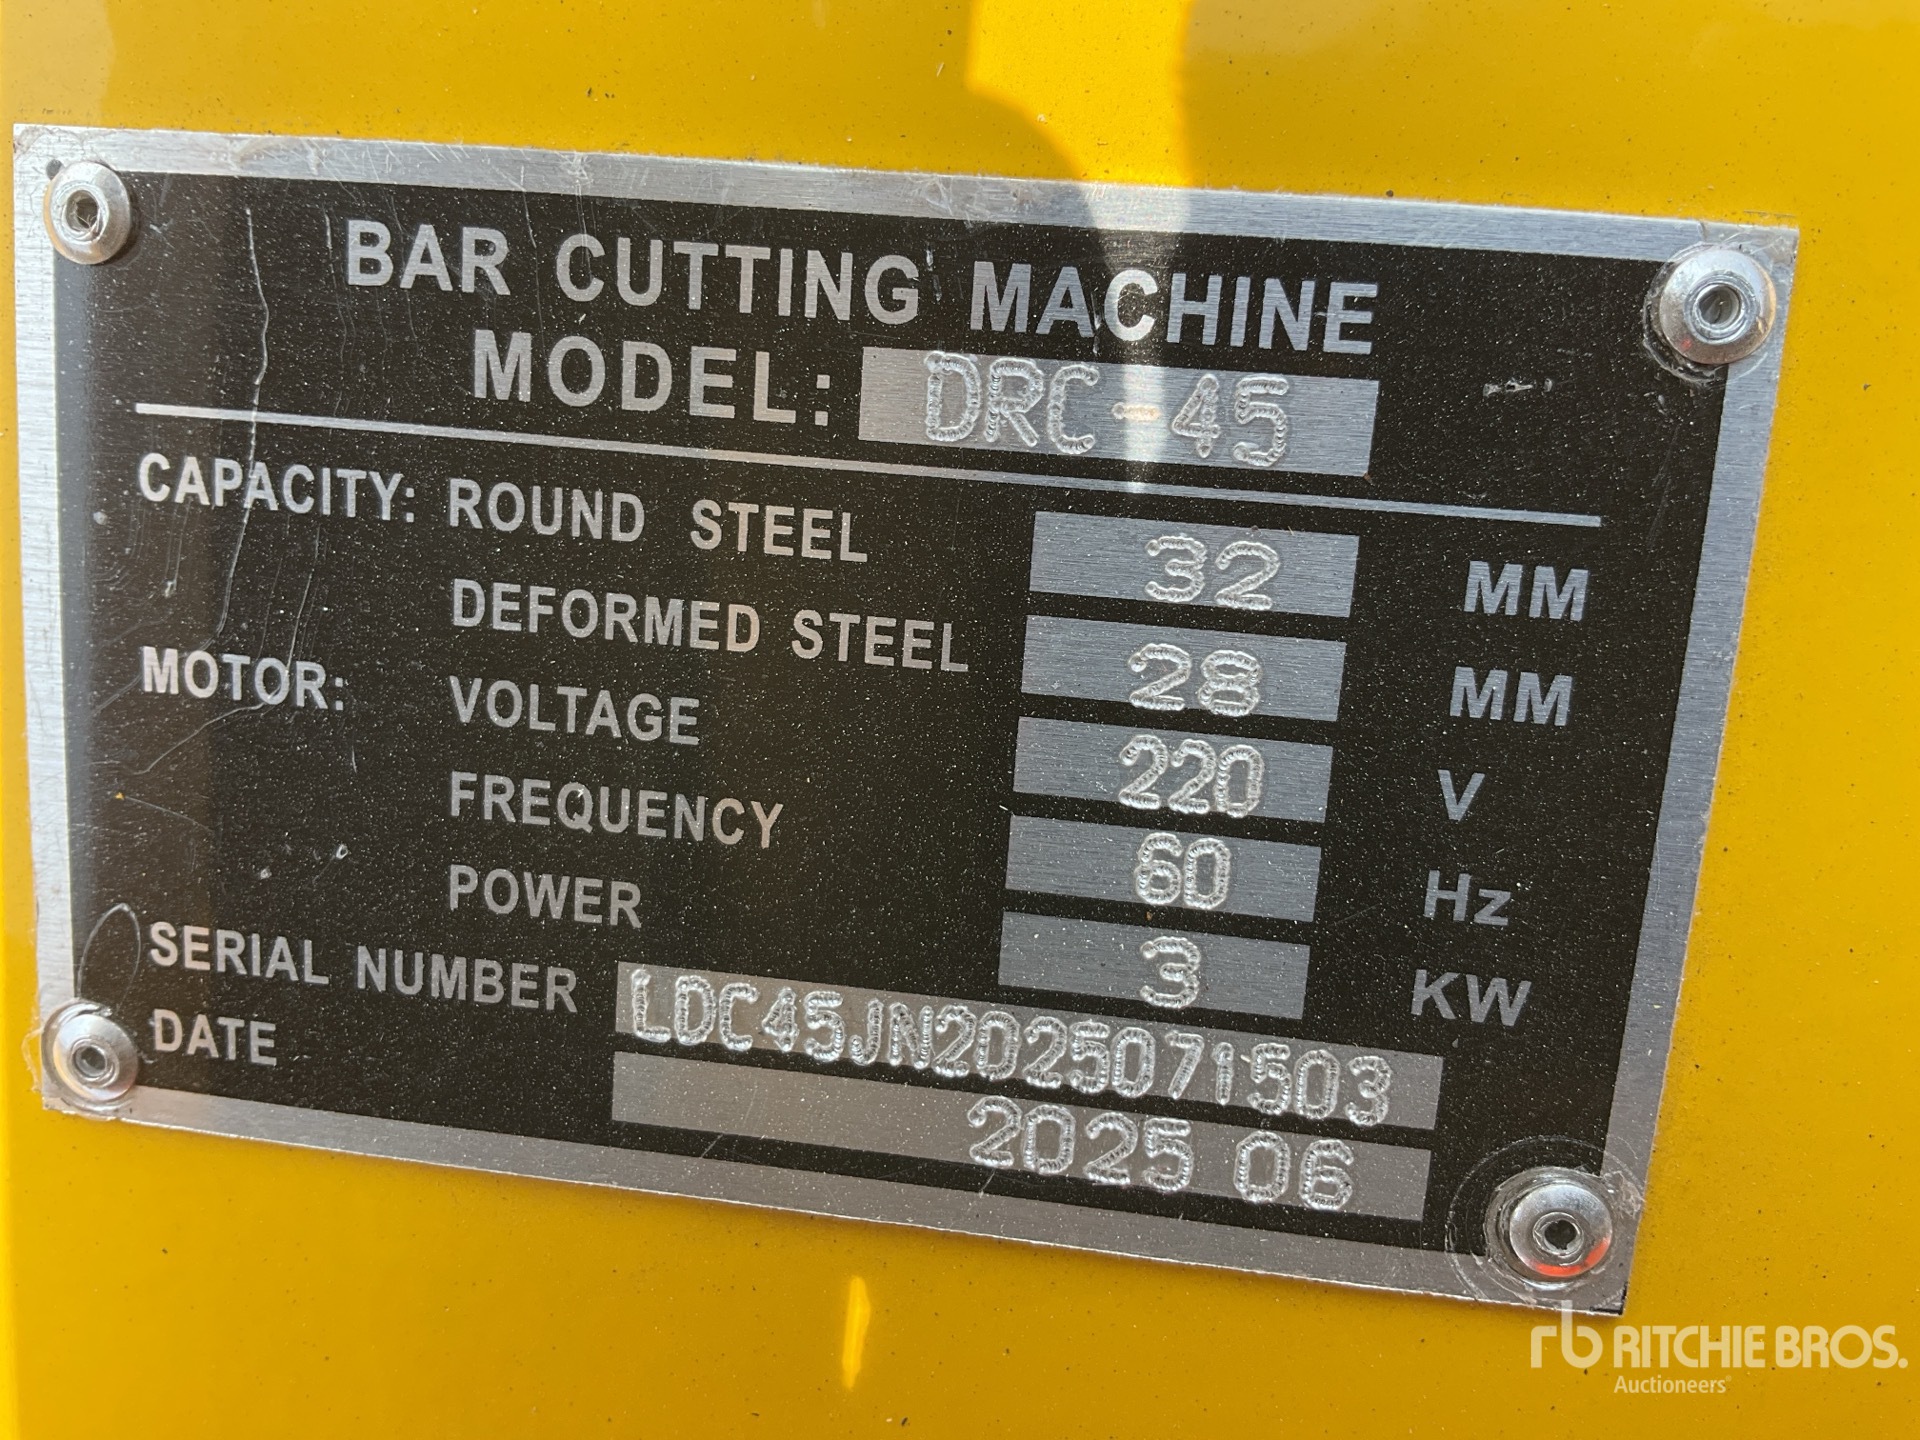 BAR CUTTING MACHINE
MODEL: DRC-45
CAPACITY: ROUND STEEL 32 MM
DEFORMED STEEL 28 MM
MOTOR: VOLTAGE 220 V
FREQUENCY 60 Hz
POWER 3 KW
SERIAL NUMBER LDC45JN2025071503
DATE 2025 06
rb RITCHIE BROS.
Auctioneers